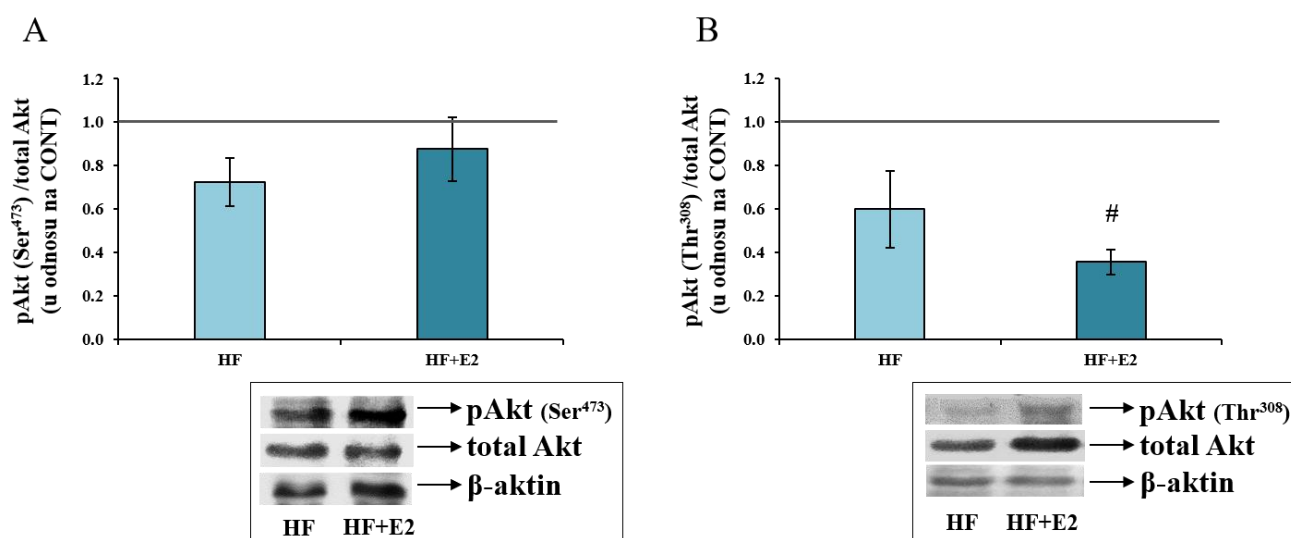 A
pAkt (Ser⁴⁷³) /total Akt
(u odnosu na CONT)
1.2
1.0
0.8
0.6
0.4
0.2
0.0
HF
HF+E2
pAkt (Ser⁴⁷³)
total Akt
β-aktin
HF
HF+E2
B
pAkt (Thr³⁰⁸) /total Akt
(u odnosu na CONT)
1.2
1.0
0.8
0.6
0.4
0.2
0.0
#
HF
HF+E2
pAkt (Thr³⁰⁸)
total Akt
β-aktin
HF
HF+E2